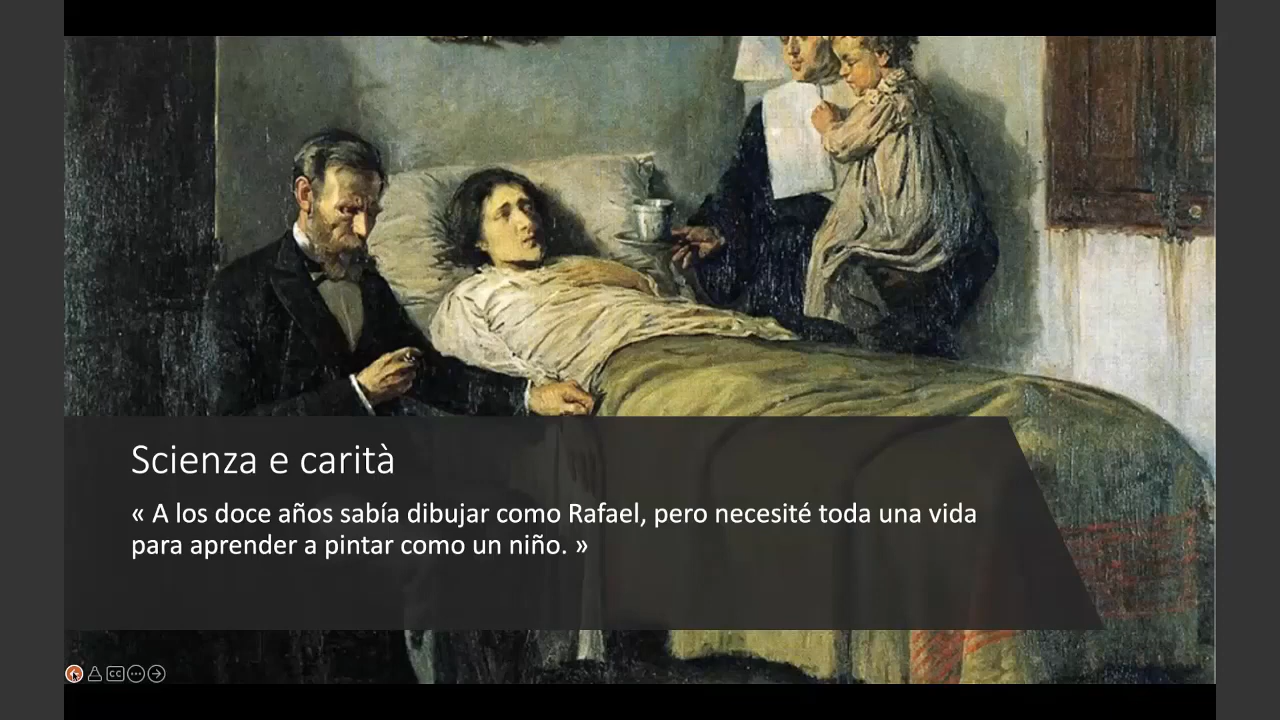 Scienza e carità
« A los doce años sabía dibujar como Rafael, pero necesité toda una vida
para aprender a pintar como un niño. »